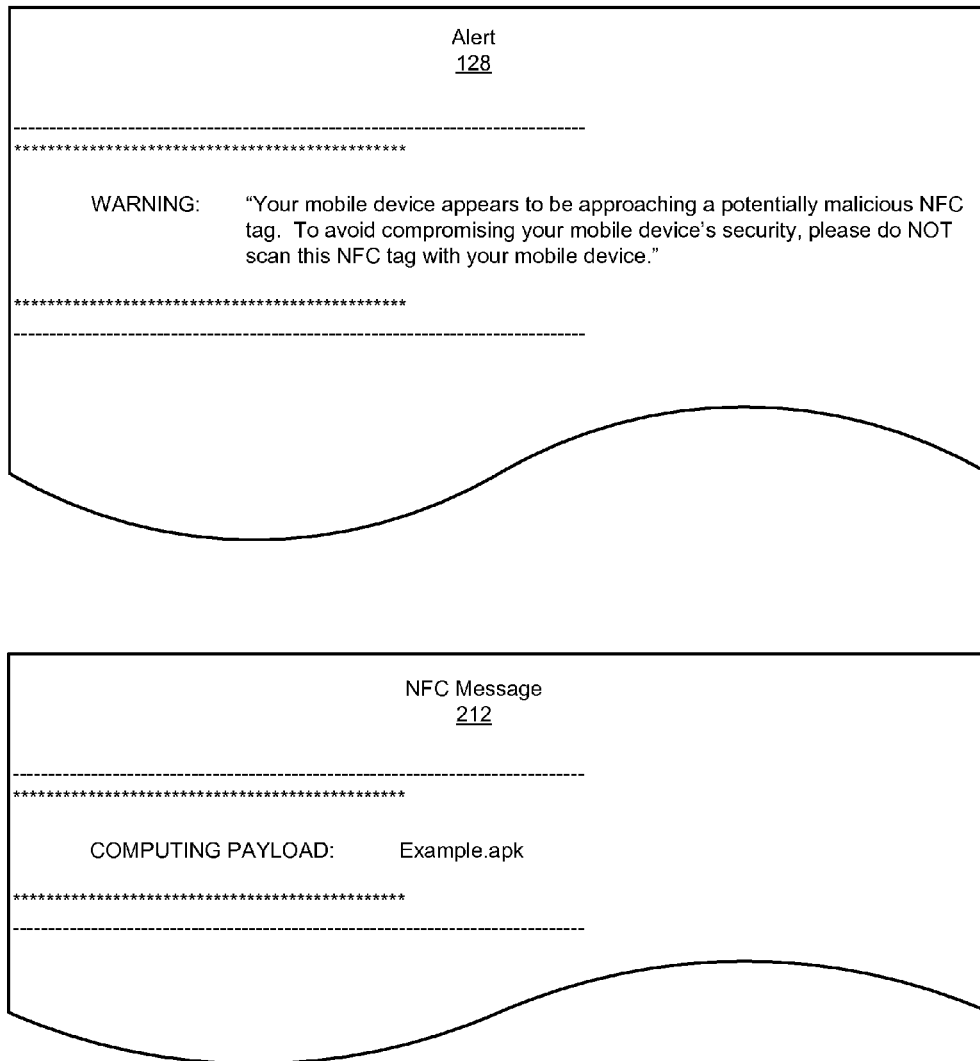 Alert
128
--------------------------------------------------------------------------------
***********************************************
WARNING: “Your mobile device appears to be approaching a potentially malicious NFC
tag. To avoid compromising your mobile device’s security, please do NOT
scan this NFC tag with your mobile device.”
***********************************************
--------------------------------------------------------------------------------
NFC Message
212
--------------------------------------------------------------------------------
***********************************************
COMPUTING PAYLOAD: Example.apk
***********************************************
--------------------------------------------------------------------------------